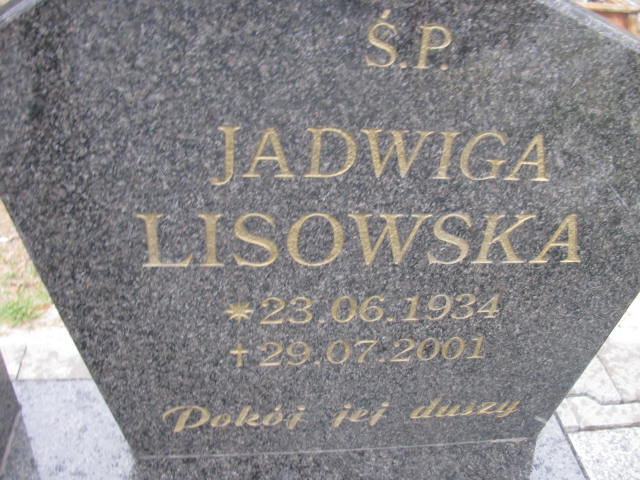 Ś.P.
JADWIGA
LISOWSKA
*23.06.1934
†29.07.2001
Pokój jej duszy